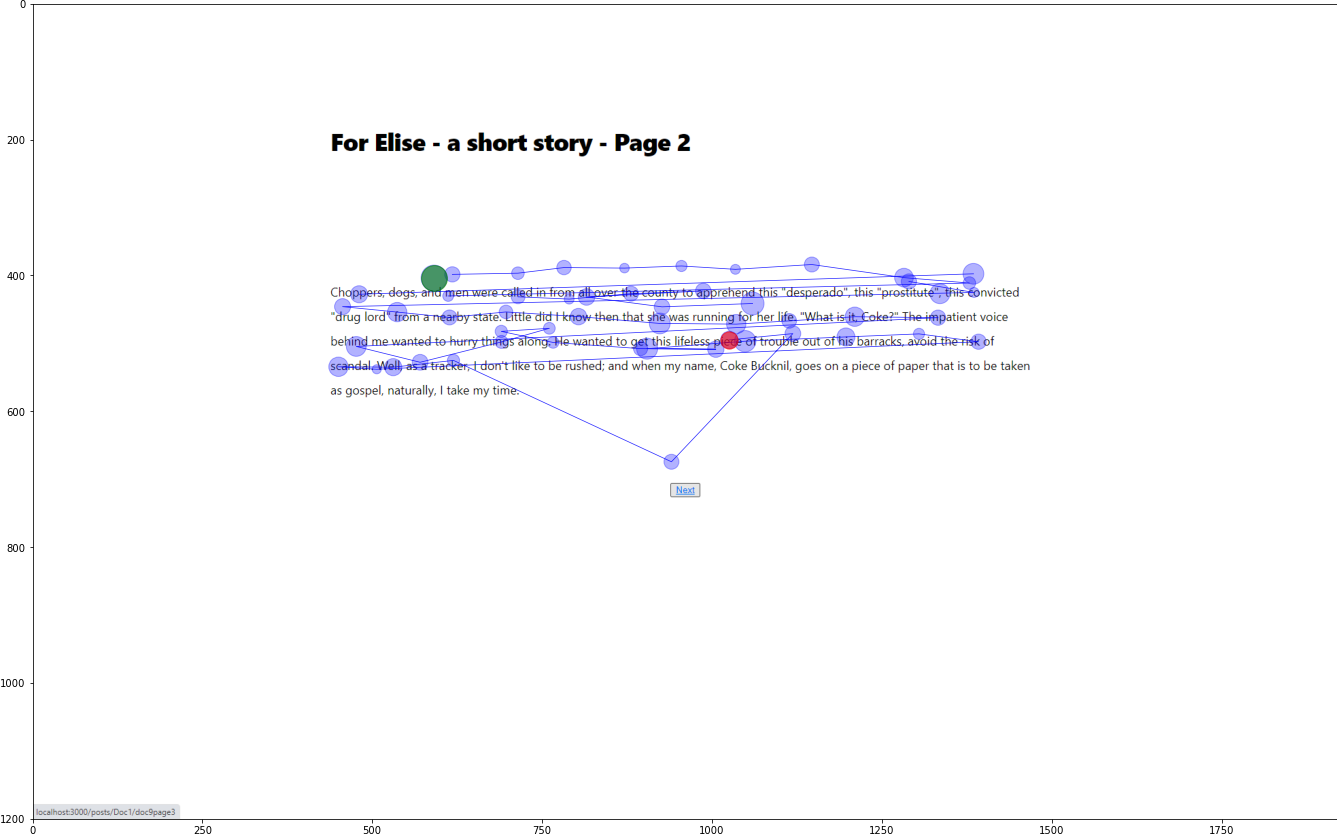 For Elise - a short story - Page 2
Choppers, dogs, and men were called in from all over the county to apprehend this "desperado", this "prostitute", this convicted
"drug lord" from a nearby state. Little did I know then that she was running for her life. "What is it, Coke?" The impatient voice
behind me wanted to hurry things along. He wanted to get this lifeless piece of trouble out of his barracks, avoid the risk of
scandal. Well, as a tracker, I don't like to be rushed; and when my name, Coke Bucknil, goes on a piece of paper that is to be taken
as gospel, naturally, I take my time.
Next
localhost:3000/posts/Doc1/doc9page3
0
200
400
600
800
1000
1200
0 250 500 750 1000 1250 1500 1750